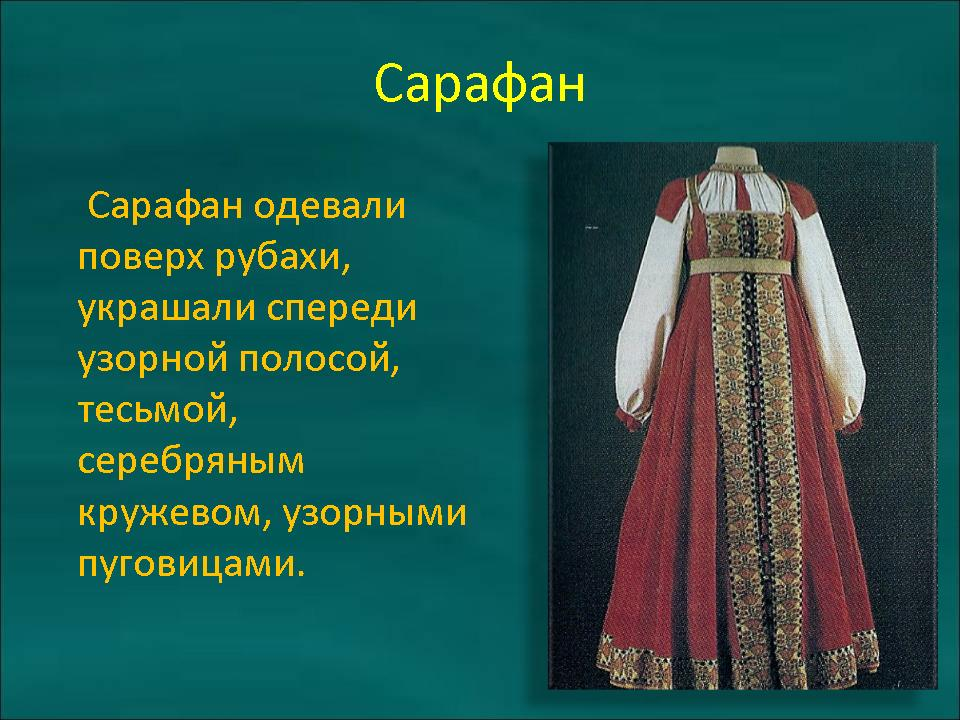 Сарафан
Сарафан одевали
поверх рубахи,
украшали спереди
узорной полосой,
тесьмой,
серебряным
кружевом, узорными
пуговицами.